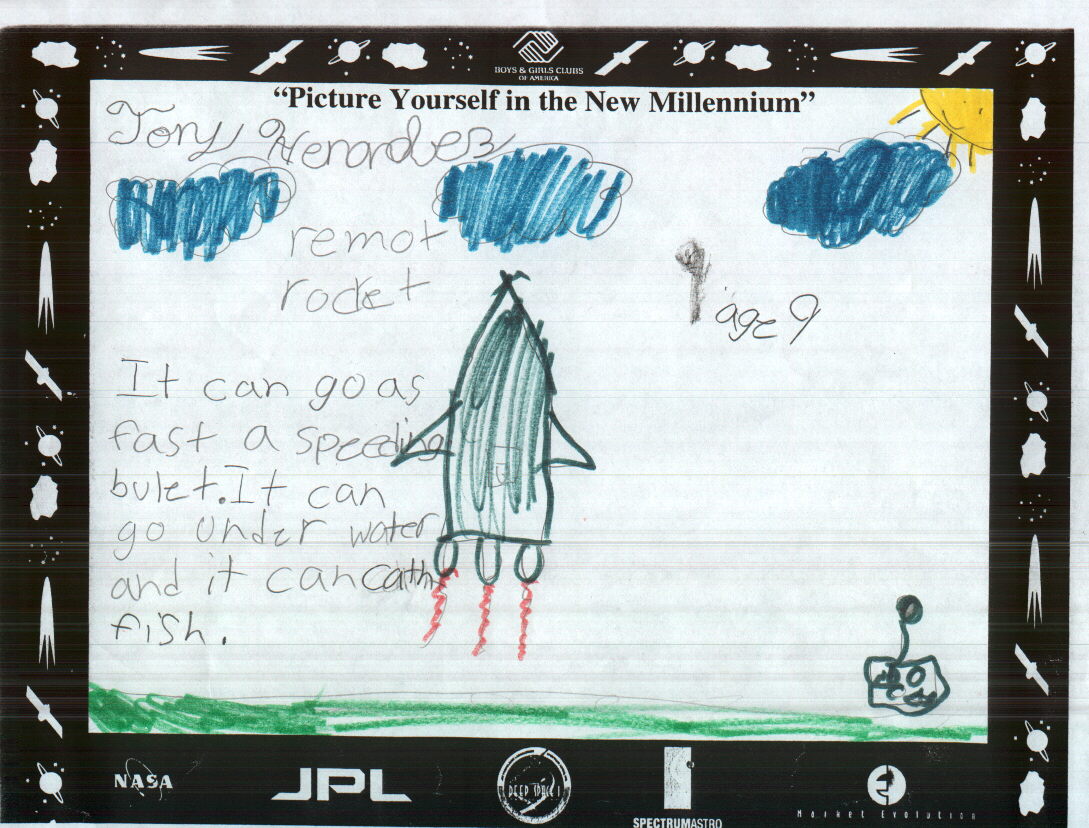 BOYS & GIRLS CLUBS
OF AMERICA
“Picture Yourself in the New Millennium”
Tony Henardez
remot
rocket
age 9
It can go as
fast a speeding
bulet. It can
go under water
and it can cath
fish.
NASA
JPL
DEEP SPACE 1
SPECTRUMASTRO
Market Evolution